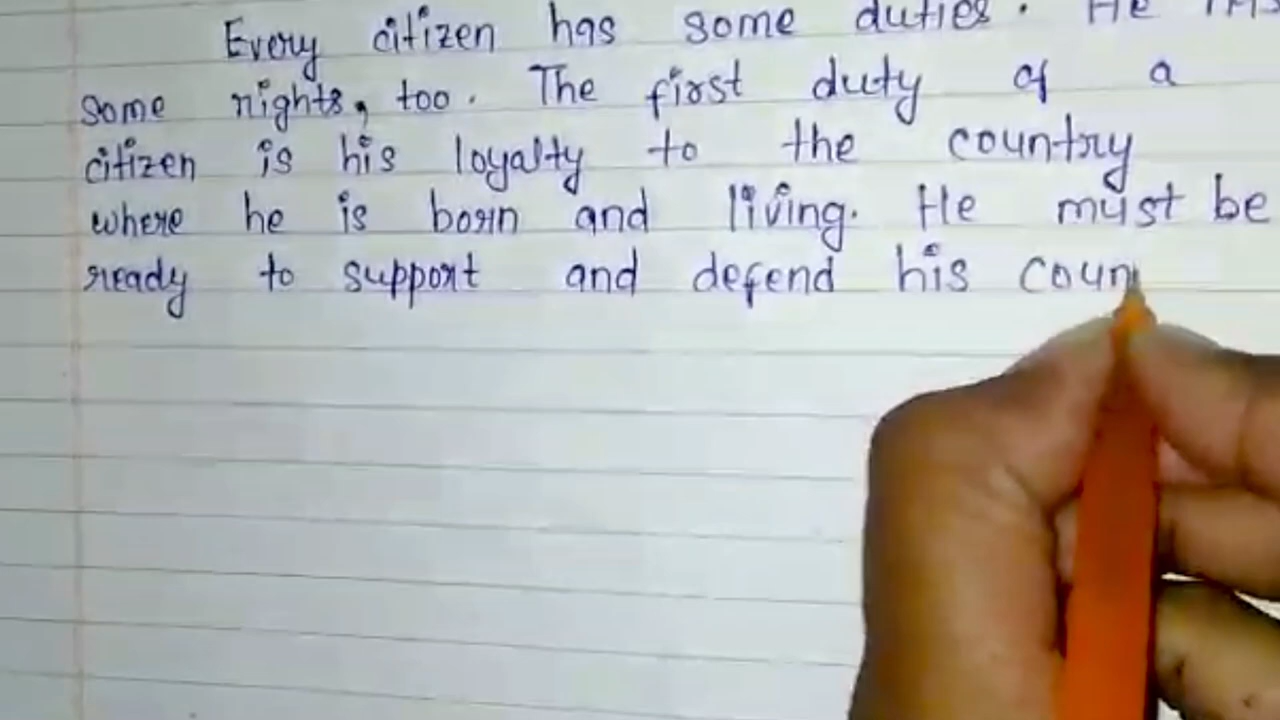 Every citizen has some duties. He has
some rights, too. The first duty of a
citizen is his loyalty to the country
where he is born and living. He must be
ready to support and defend his coun